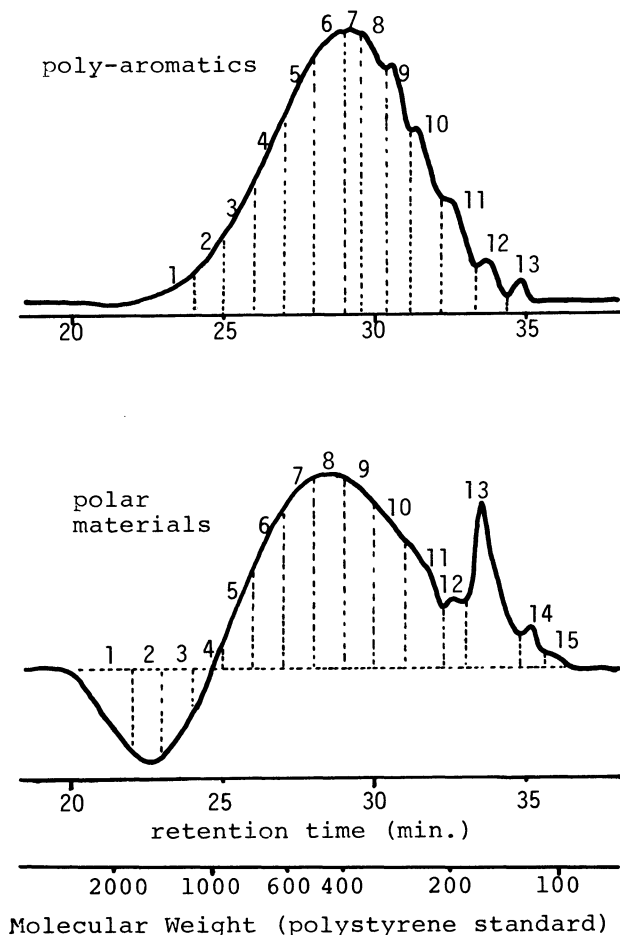 poly-aromatics
1 2 3 4 5 6 7 8 9 10 11 12 13
20 25 30 35
polar
materials
1 2 3 4 5 6 7 8 9 10 11 12 13 14 15
20 25 30 35
retention time (min.)
2000 1000 600 400 200 100
Molecular Weight (polystyrene standard)